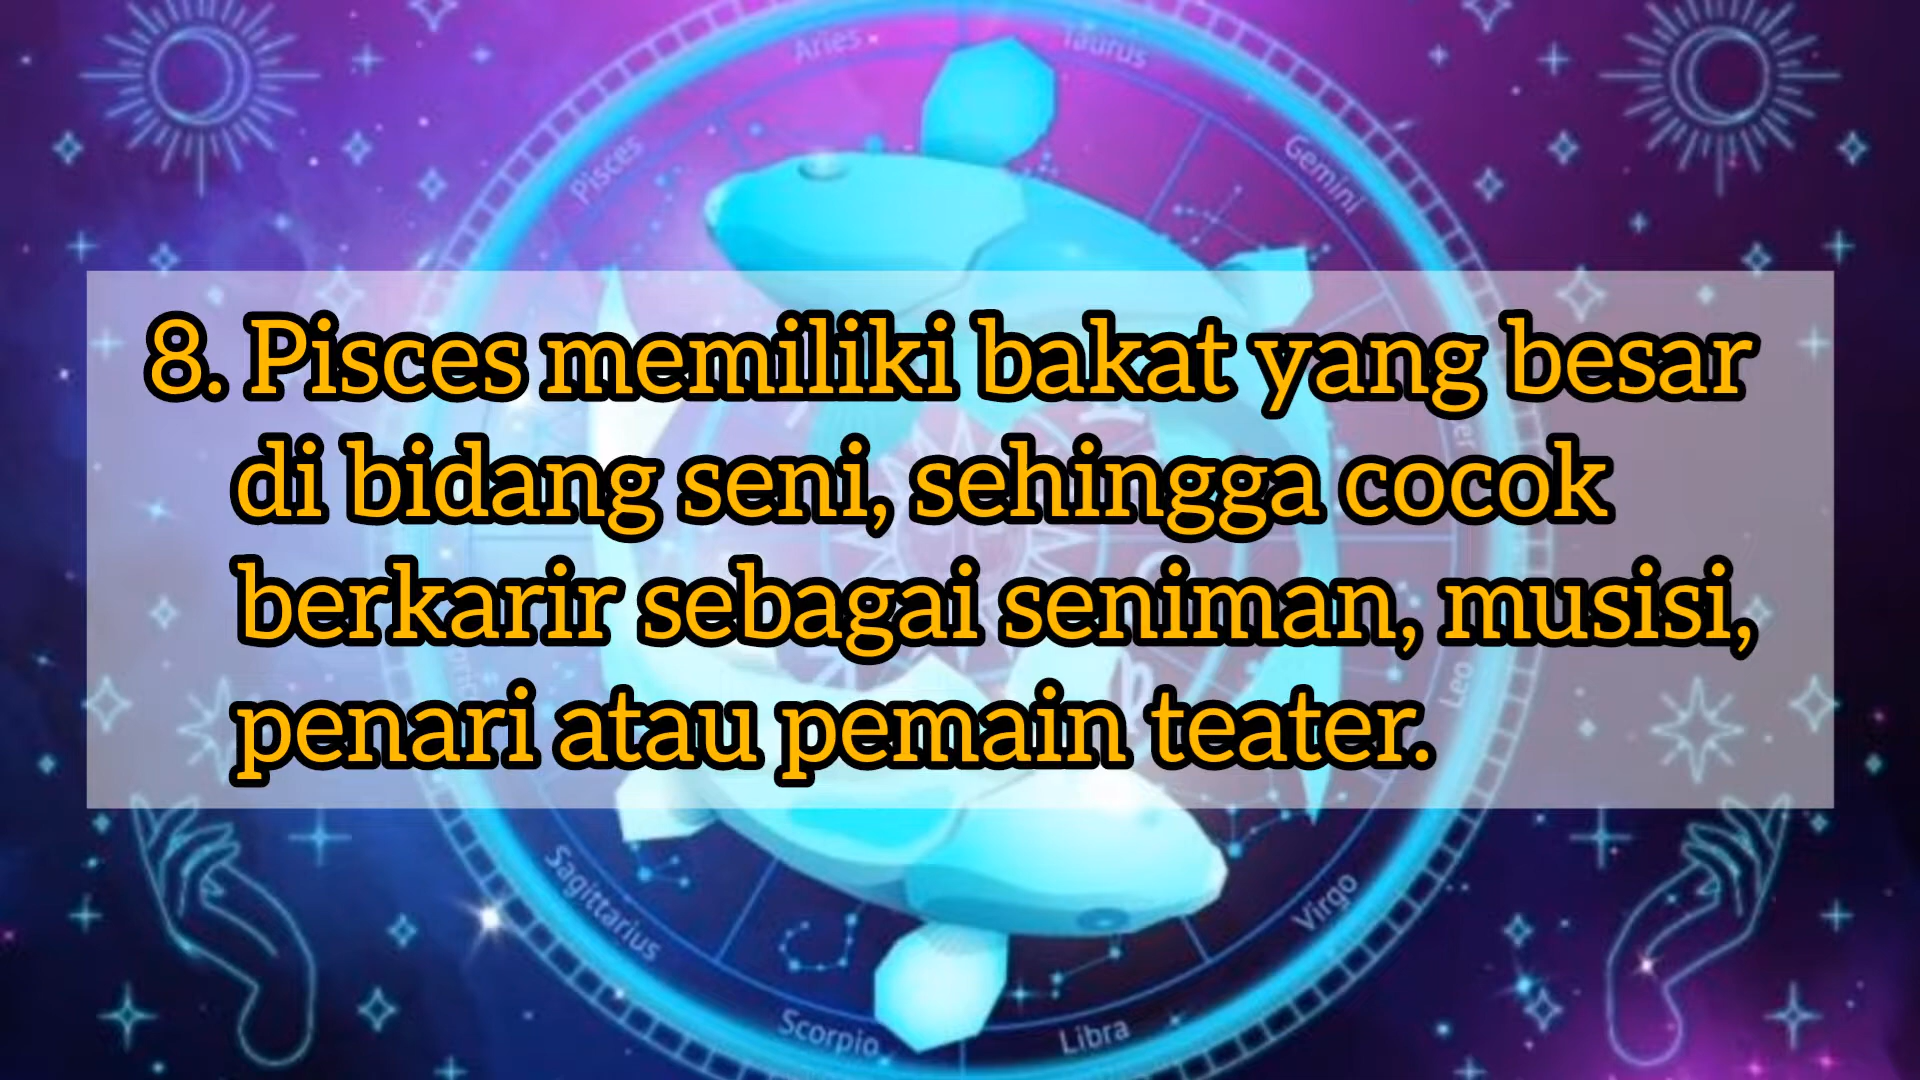 Aries
Taurus
Pisces
Gemini
8. Pisces memiliki bakat yang besar
di bidang seni, sehingga cocok
berkarir sebagai seniman, musisi,
penari atau pemain teater.
Leo
Sagittarius
Virgo
Scorpio
Libra